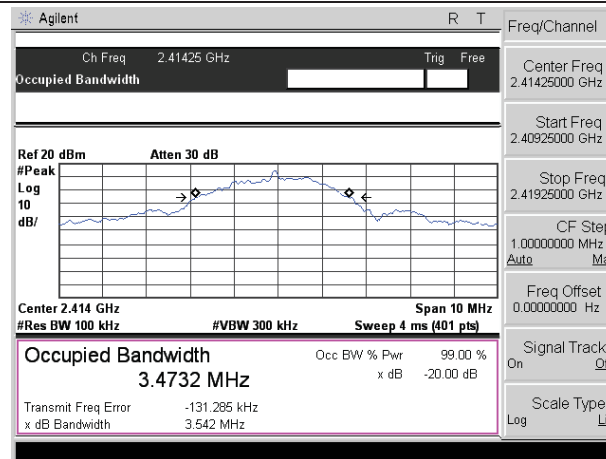 Agilent R T
Freq/Channel
Ch Freq 2.41425 GHz Trig Free
Occupied Bandwidth
Center Freq
2.41425000 GHz
Start Freq
2.40925000 GHz
Stop Freq
2.41925000 GHz
CF Step
1.00000000 MHz
Auto Ma
Freq Offset
0.00000000 Hz
Signal Track
On Of
Scale Type
Log Li
Ref 20 dBm Atten 30 dB
#Peak
Log
10
dB/
Center 2.414 GHz Span 10 MHz
#Res BW 100 kHz #VBW 300 kHz Sweep 4 ms (401 pts)
Occupied Bandwidth Occ BW % Pwr 99.00 %
3.4732 MHz x dB -20.00 dB
Transmit Freq Error -131.285 kHz
x dB Bandwidth 3.542 MHz